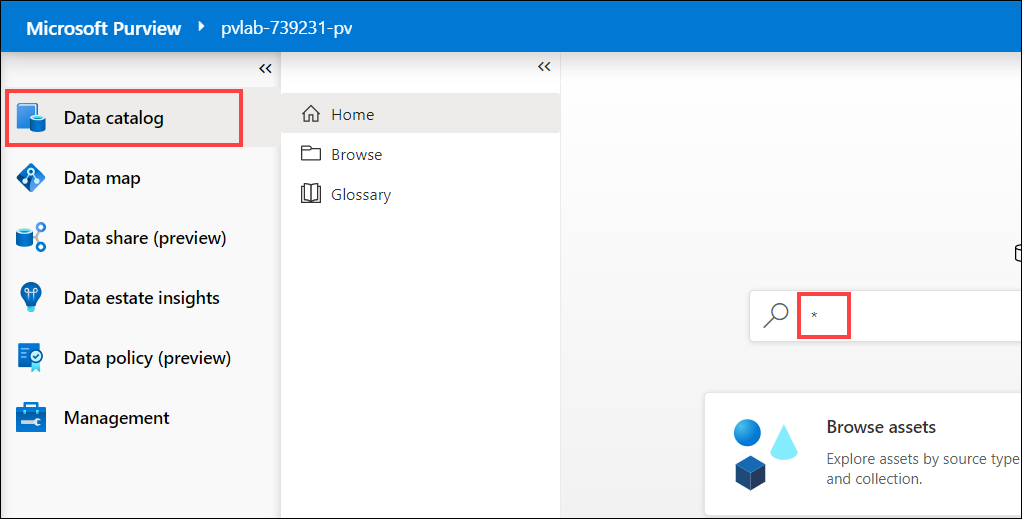 Microsoft Purview pvlab-739231-pv
Data catalog
Data map
Data share (preview)
Data estate insights
Data policy (preview)
Management
Home
Browse
Glossary
*
Browse assets
Explore assets by source type
and collection.